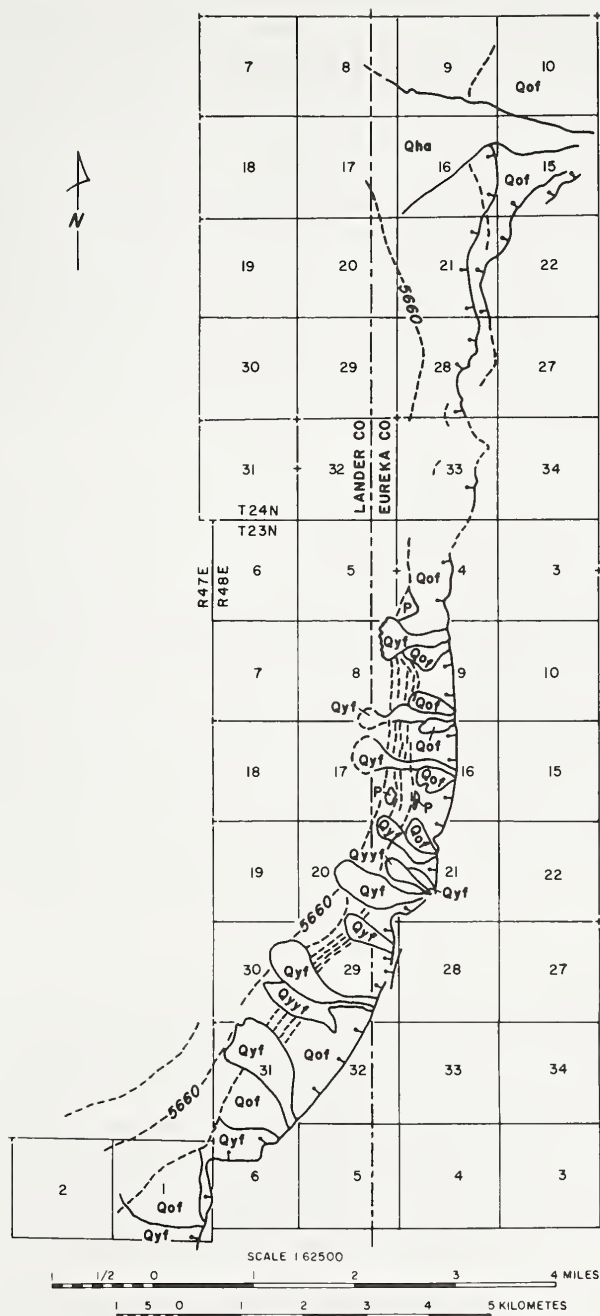 7 8 9 10
Qof
N
Qha
18 17 16 15
Qof
19 20 21 22
5660
30 29 28 27
31 32 33 34
LANDER CO
EUREKA CO
T24N
T23N
R47E
R48E
6 5 4 3
Qof
P
Qyf
Qof
7 8 9 10
Qof
Qyf
Qof
18 17 16 15
Qyf
Qof
P P
Qyf
Qof
Qyyf
19 20 21 22
Qyf
Qyf
5660
Qyf
30 29 28 27
Qyf
Qyyf
Qyf
Qof
31 32 33 34
5660
Qof
Qyf
2 1 6 5 4 3
Qof
Qyf
SCALE 1 62500
1 1/2 0 1 2 3 4 MILES
1 5 0 1 2 3 4 5 KILOMETES